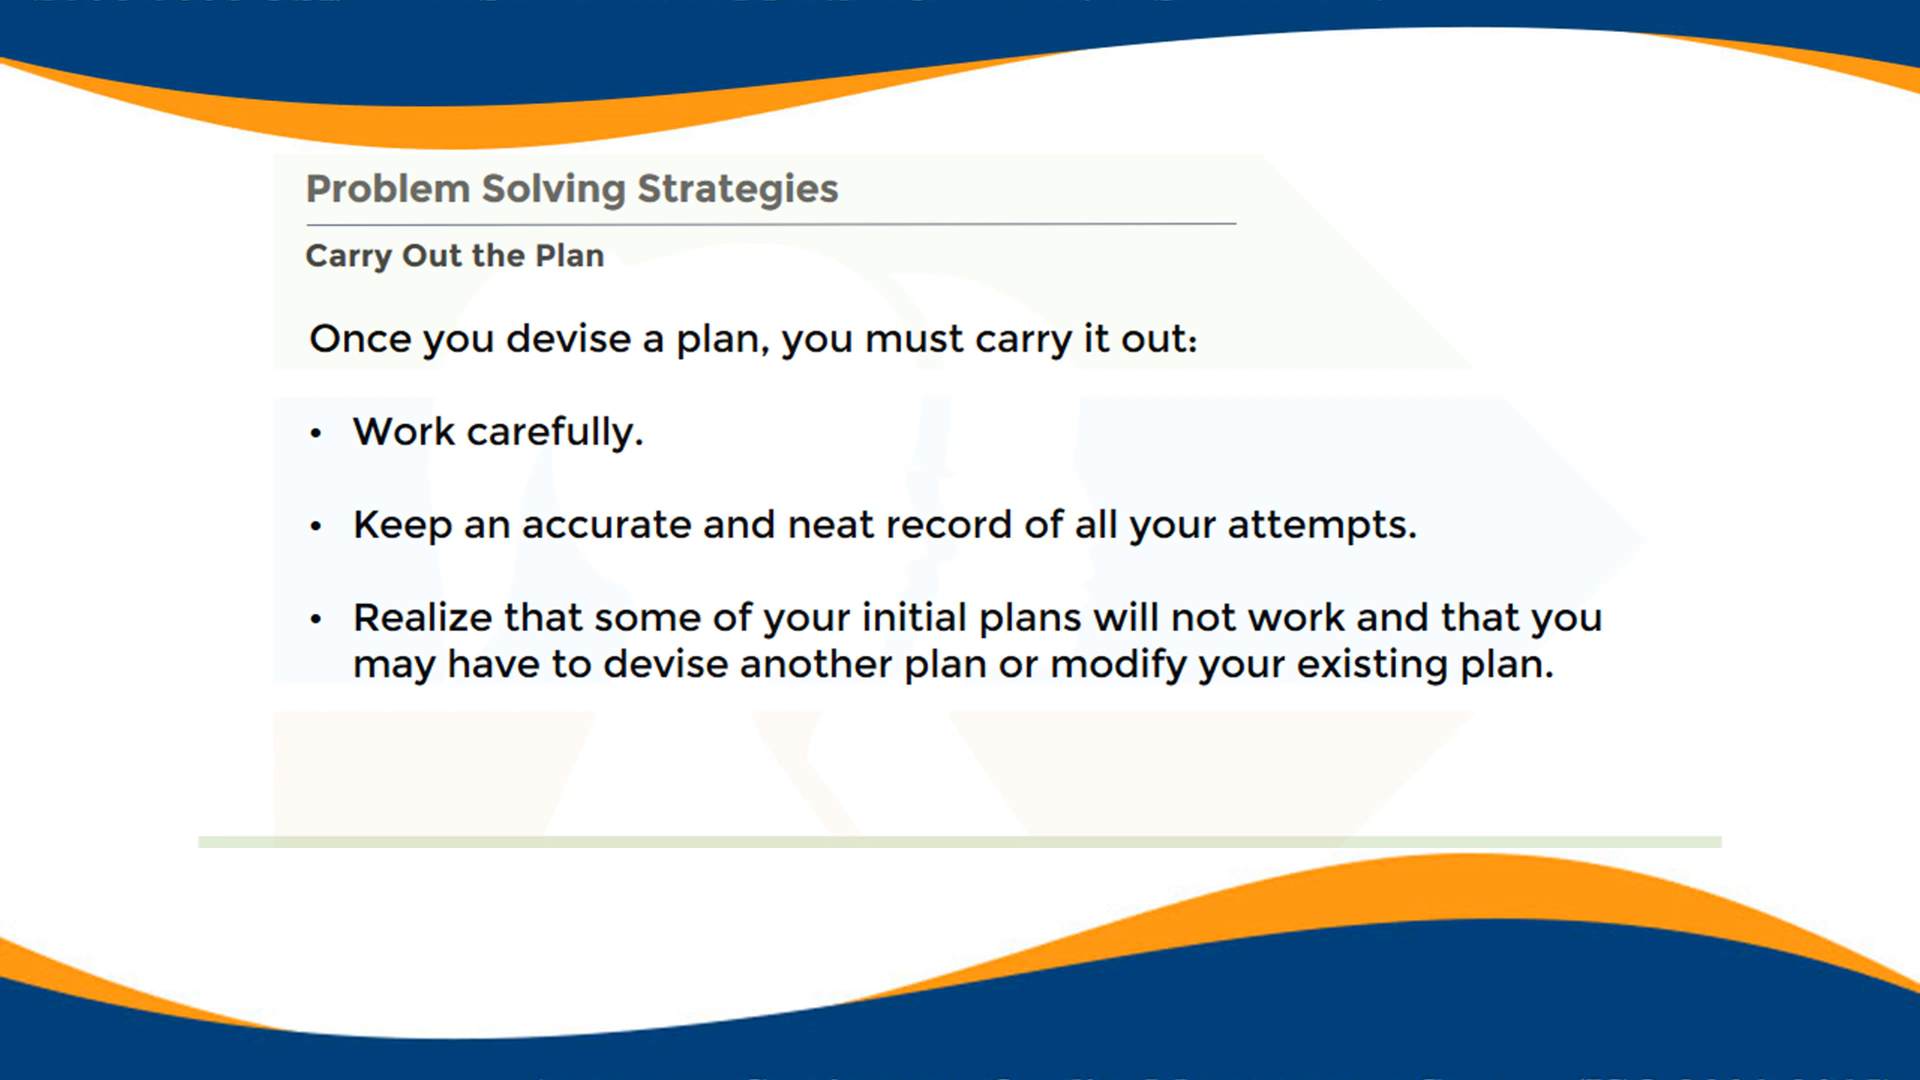 Problem Solving Strategies
Carry Out the Plan
Once you devise a plan, you must carry it out:
• Work carefully.
• Keep an accurate and neat record of all your attempts.
• Realize that some of your initial plans will not work and that you
may have to devise another plan or modify your existing plan.